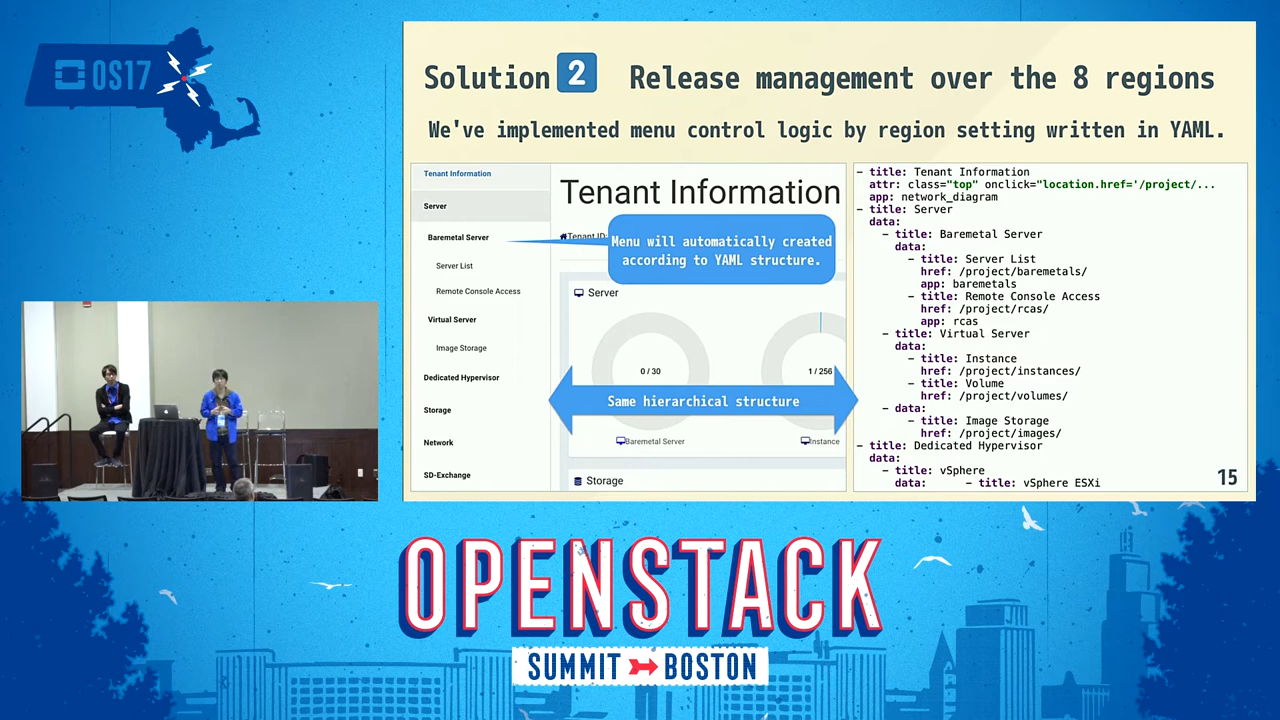 OS17
Solution 2 Release management over the 8 regions
We've implemented menu control logic by region setting written in YAML.
Tenant Information
Server
Baremetal Server
Server List
Remote Console Access
Virtual Server
Image Storage
Dedicated Hypervisor
Storage
Network
SD-Exchange
Tenant Information
Tenant ID:
Menu will automatically created
according to YAML structure.
Server
0 / 30
1 / 256
Same hierarchical structure
Baremetal Server
Instance
Storage
- title: Tenant Information
attr: class="top" onclick="location.href='/project/...
app: network_diagram
- title: Server
data:
- title: Baremetal Server
data:
- title: Server List
href: /project/baremetals/
app: baremetals
- title: Remote Console Access
href: /project/rcas/
app: rcas
- title: Virtual Server
data:
- title: Instance
href: /project/instances/
- title: Volume
href: /project/volumes/
- data:
- title: Image Storage
href: /project/images/
- title: Dedicated Hypervisor
data:
- title: vSphere
data: - title: vSphere ESXi
15
OPENSTACK
SUMMIT BOSTON